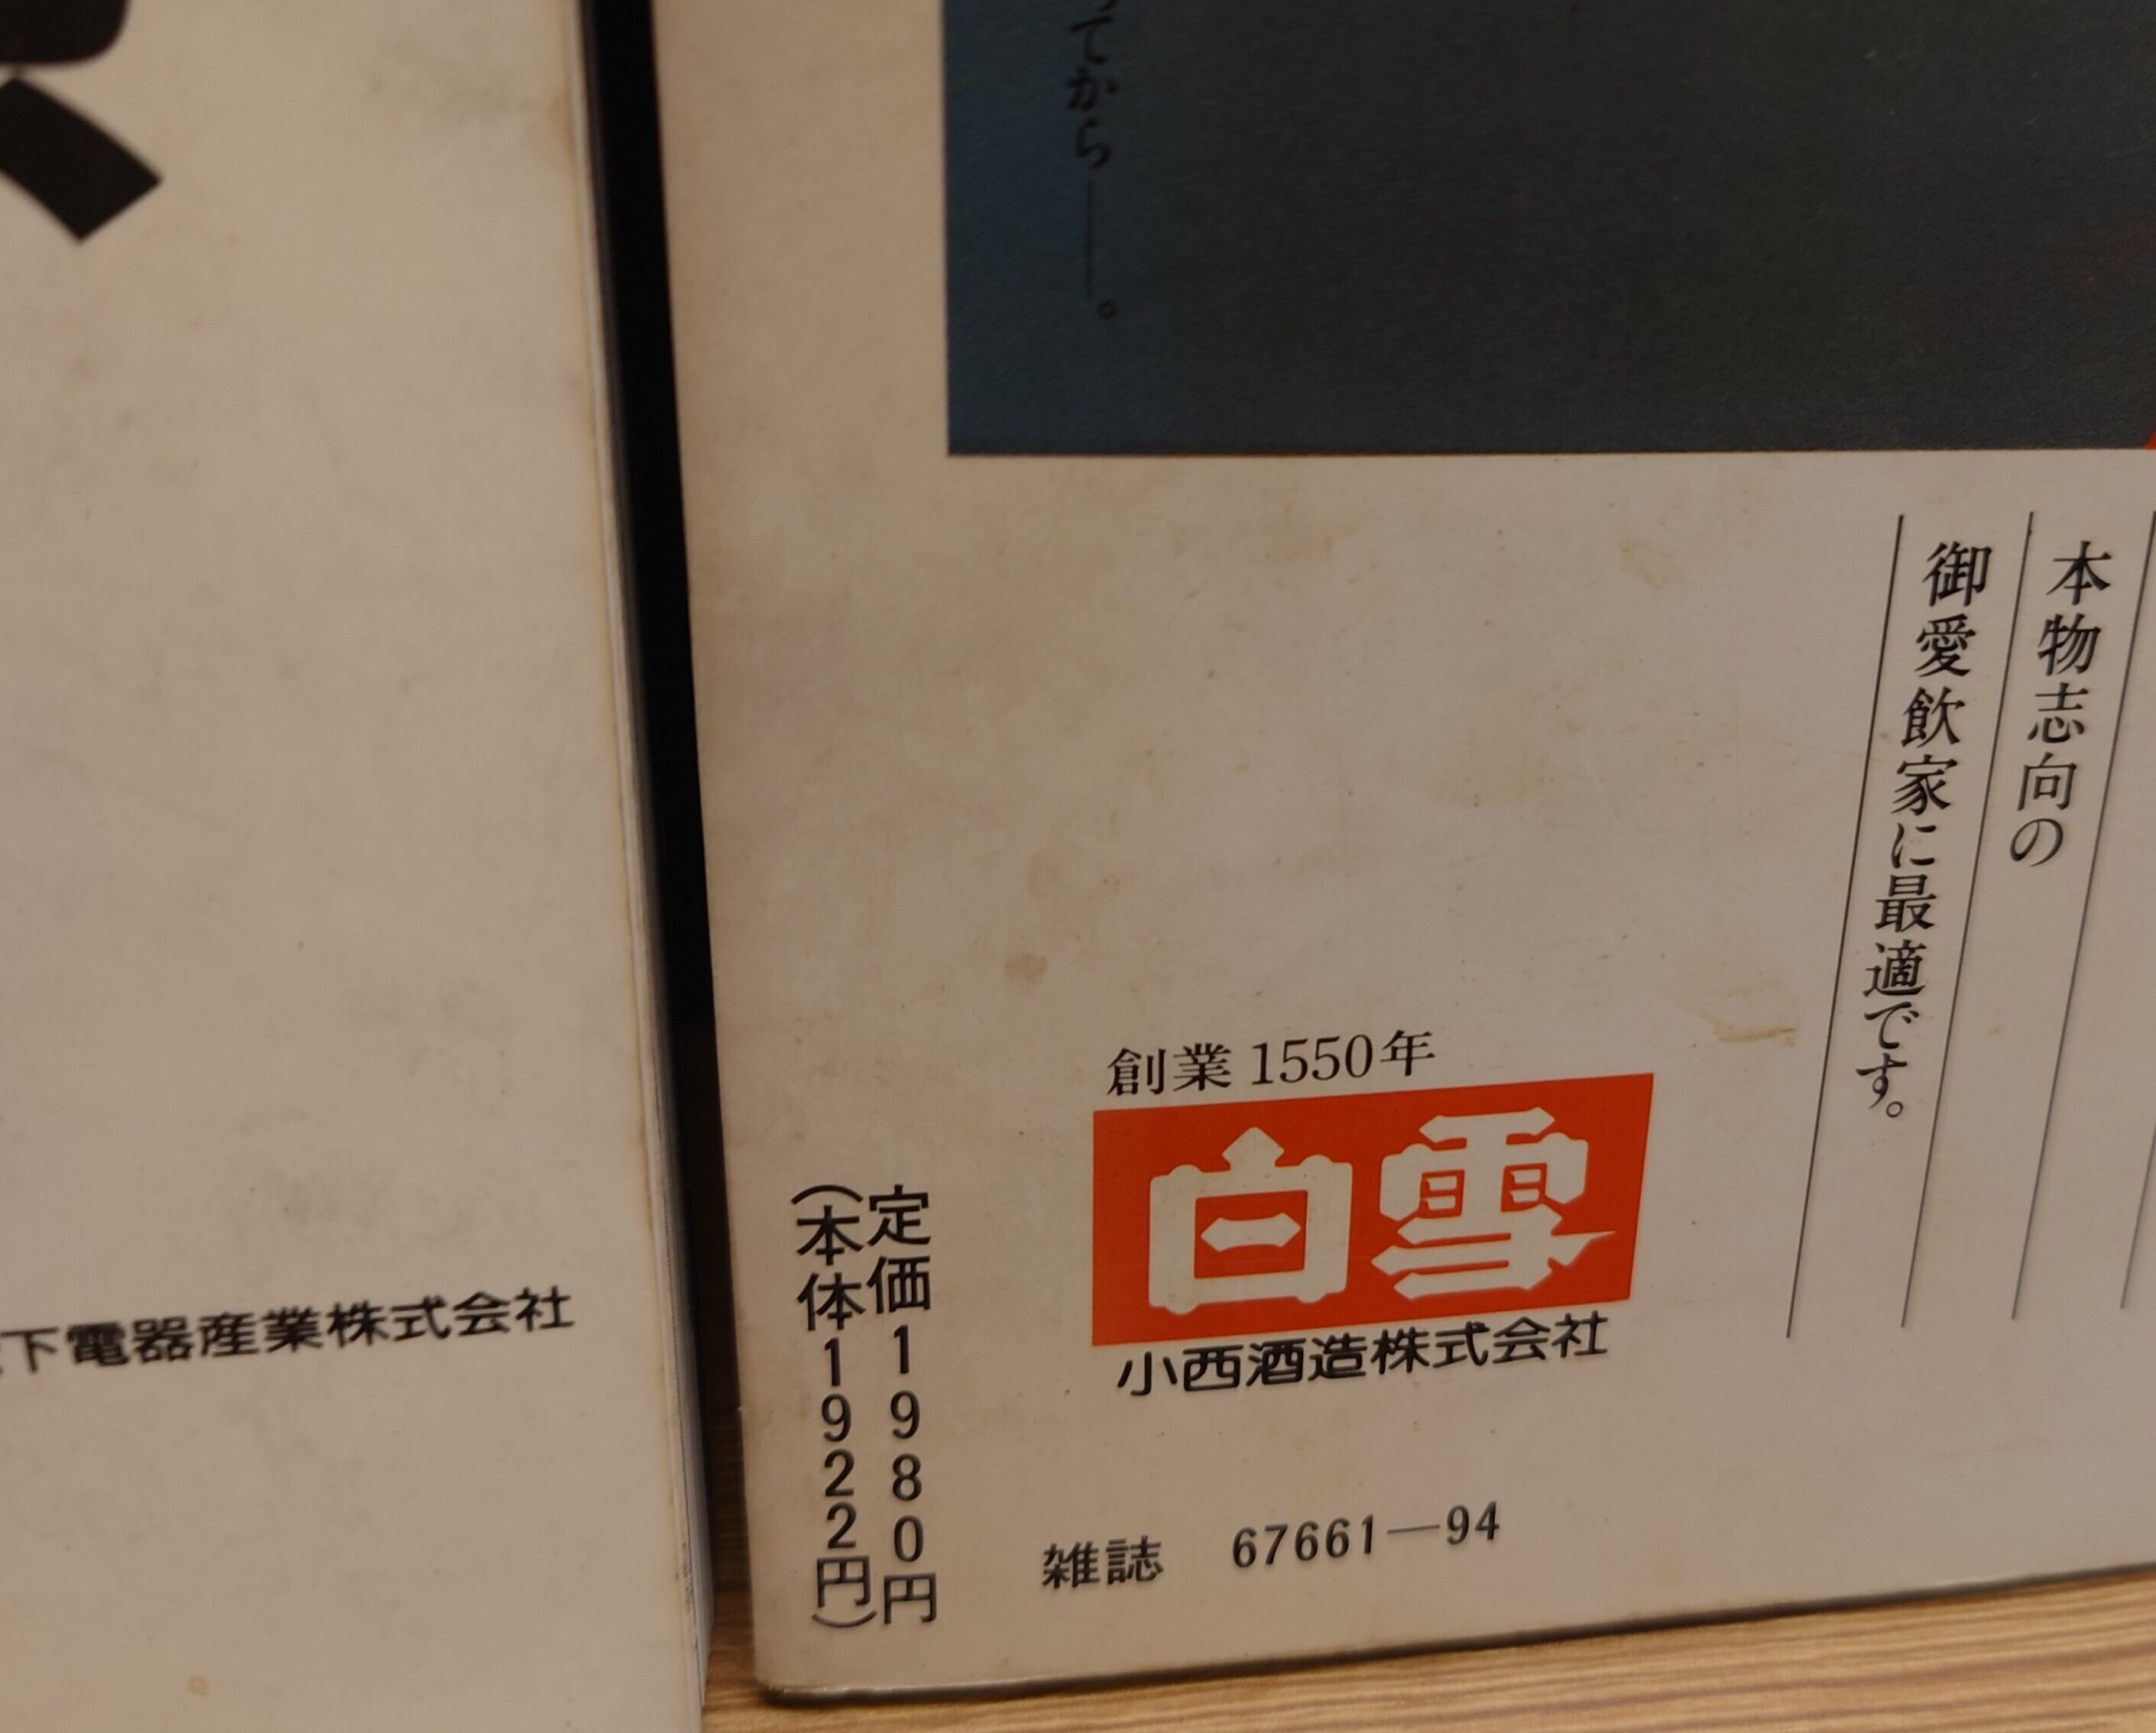 てから——。
本物志向の
御愛飲家に最適です。
創業1550年
白雪
小西酒造株式会社
定価1980円
(本体1922円)
雑誌 67661—94
下電器産業株式会社